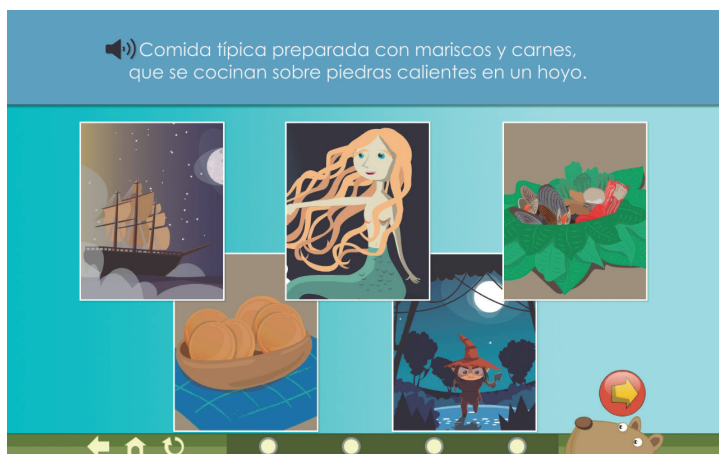 Comida típica preparada con mariscos y carnes,
que se cocinan sobre piedras calientes en un hoyo.